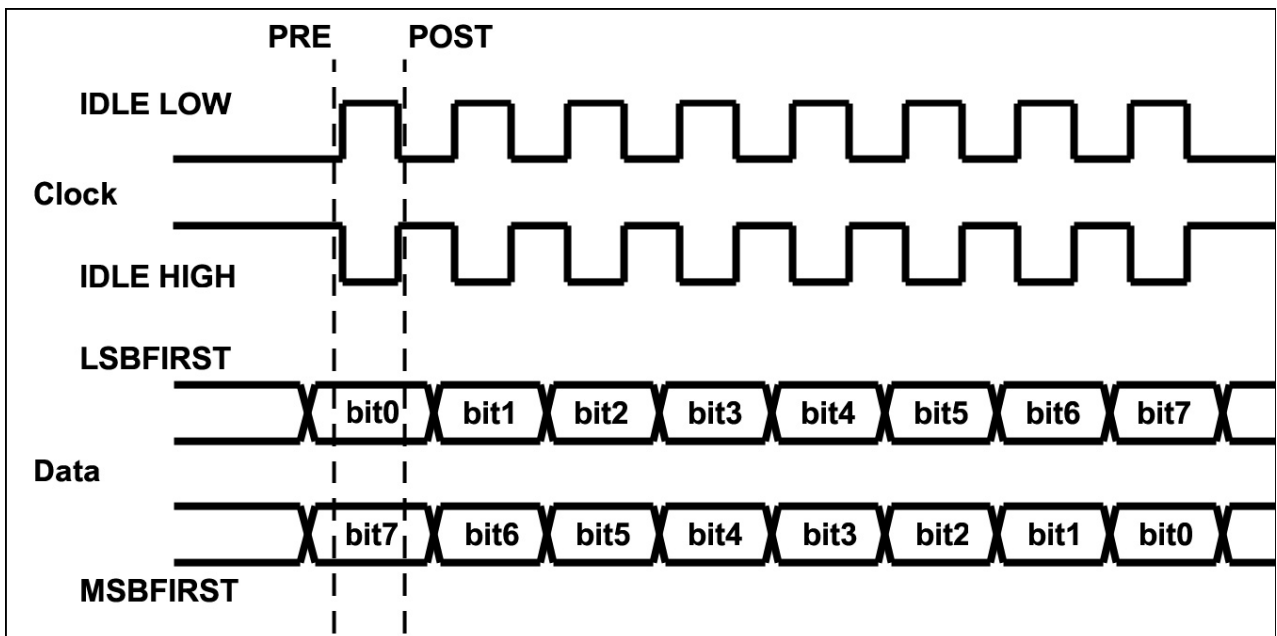 PRE POST
IDLE LOW
Clock
IDLE HIGH
LSBFIRST
bit0 bit1 bit2 bit3 bit4 bit5 bit6 bit7
Data
bit7 bit6 bit5 bit4 bit3 bit2 bit1 bit0
MSBFIRST